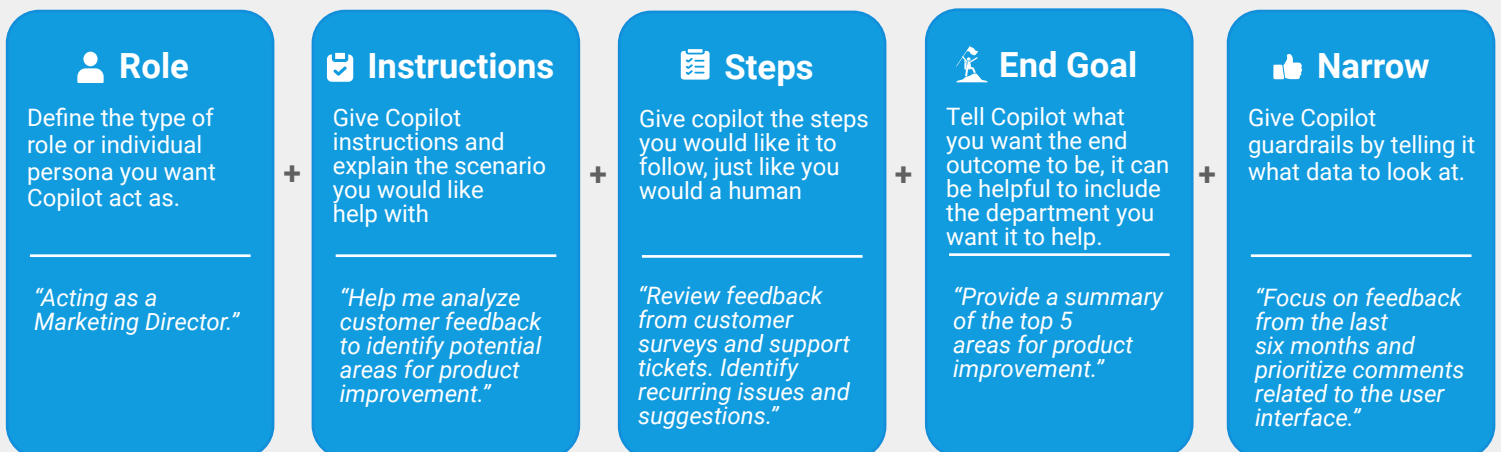 Role
Define the type of
role or individual
persona you want
Copilot act as.
“Acting as a
Marketing Director.”
+
Instructions
Give Copilot
instructions and
explain the scenario
you would like
help with
“Help me analyze
customer feedback
to identify potential
areas for product
improvement.”
+
Steps
Give copilot the steps
you would like it to
follow, just like you
would a human
“Review feedback
from customer
surveys and support
tickets. Identify
recurring issues and
suggestions.”
+
End Goal
Tell Copilot what
you want the end
outcome to be, it can
be helpful to include
the department you
want it to help.
“Provide a summary
of the top 5
areas for product
improvement.”
+
Narrow
Give Copilot
guardrails by telling it
what data to look at.
“Focus on feedback
from the last
six months and
prioritize comments
related to the user
interface.”